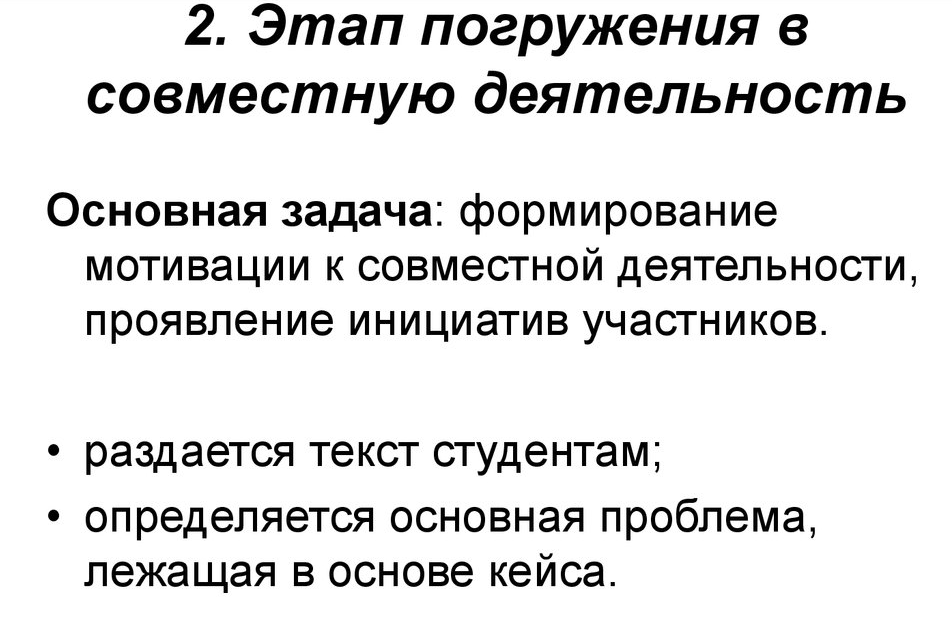 2. Этап погружения в
совместную деятельность
Основная задача: формирование
мотивации к совместной деятельности,
проявление инициатив участников.
• раздается текст студентам;
• определяется основная проблема,
лежащая в основе кейса.